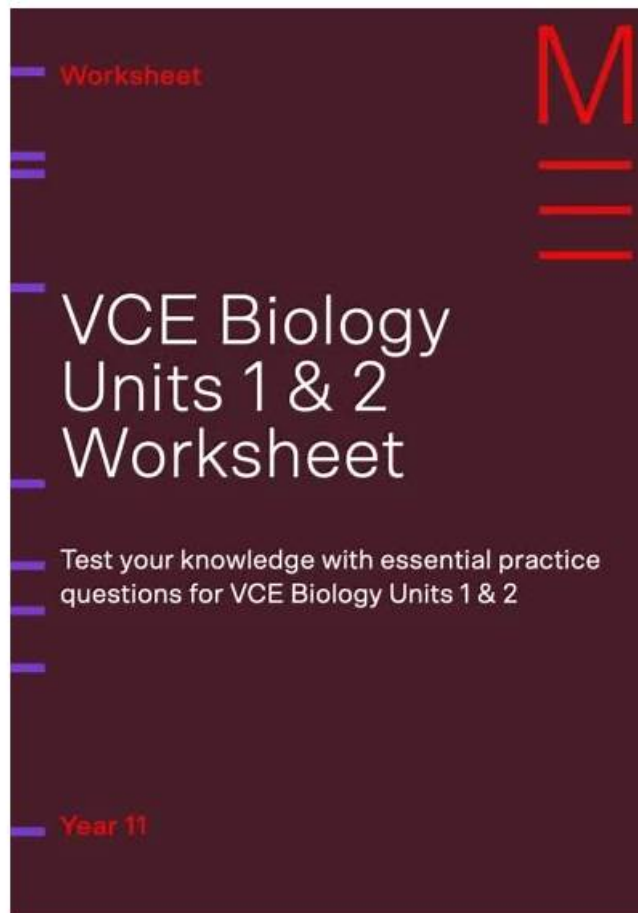 Worksheet
M
VCE Biology
Units 1 & 2
Worksheet
Test your knowledge with essential practice
questions for VCE Biology Units 1 & 2
Year 11